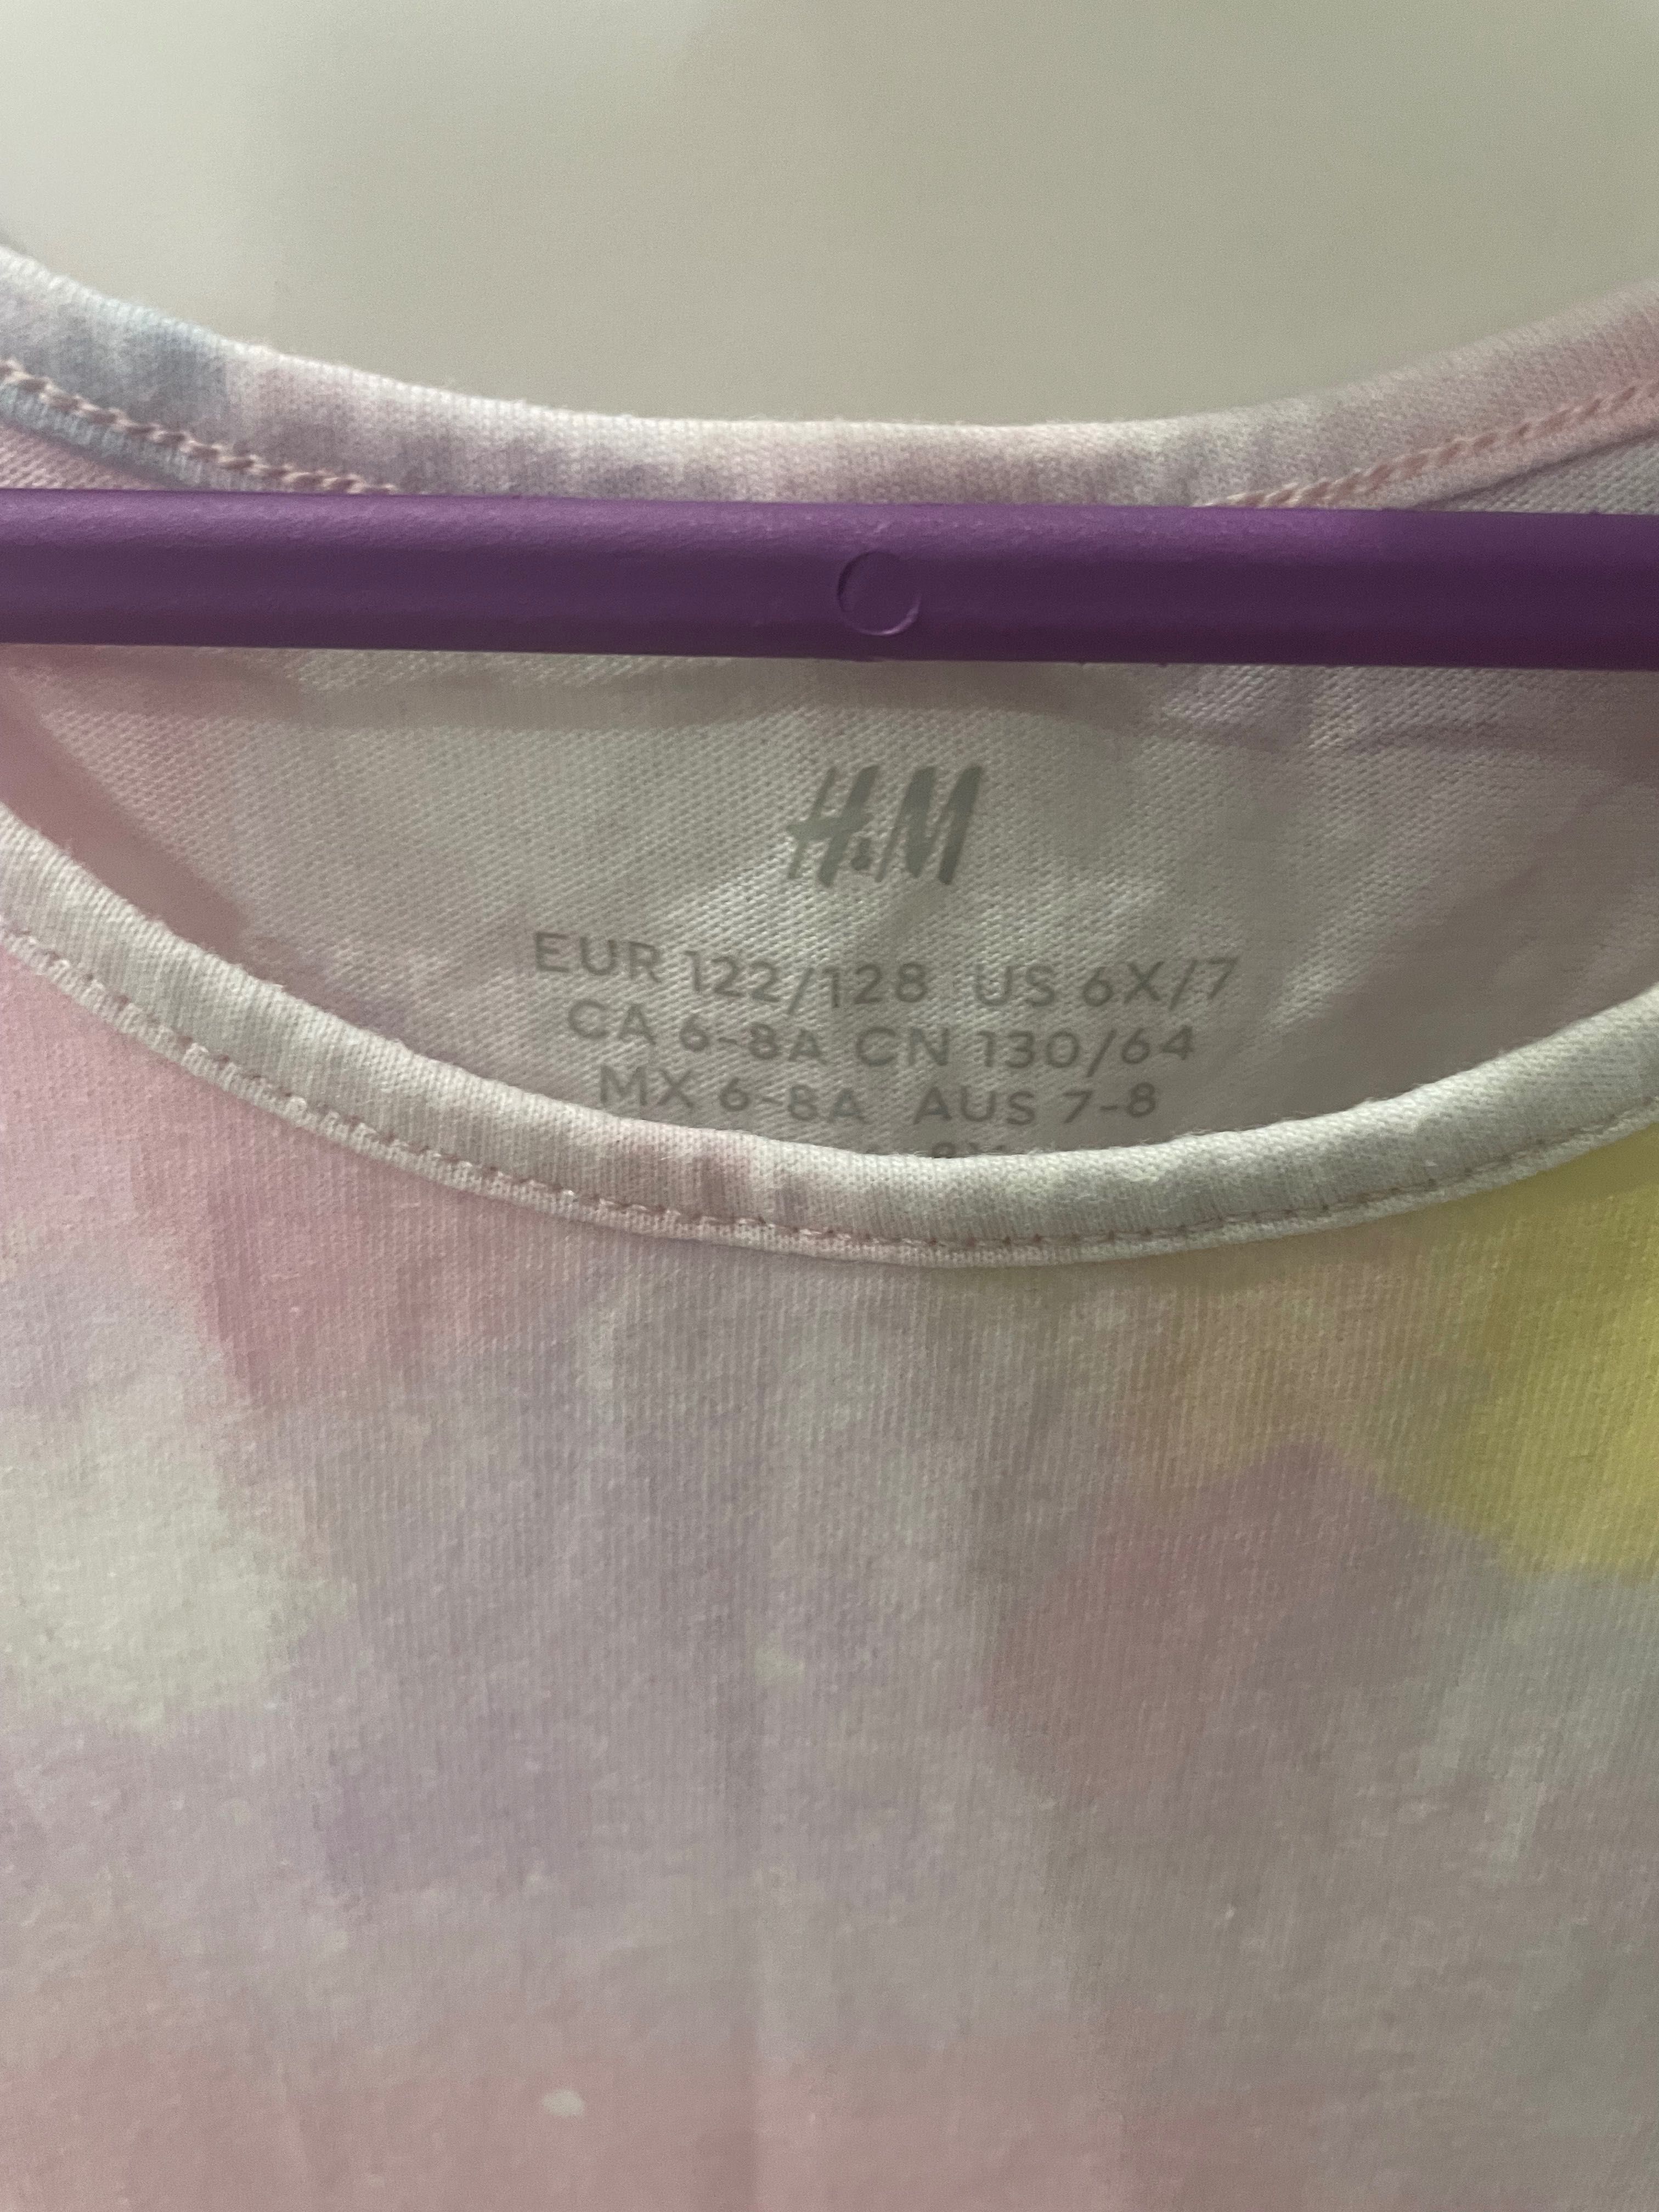 H&M
EUR 122/128 US 6X/7
CA 6-8A CN 130/64
MX 6-8A AUS 7-8